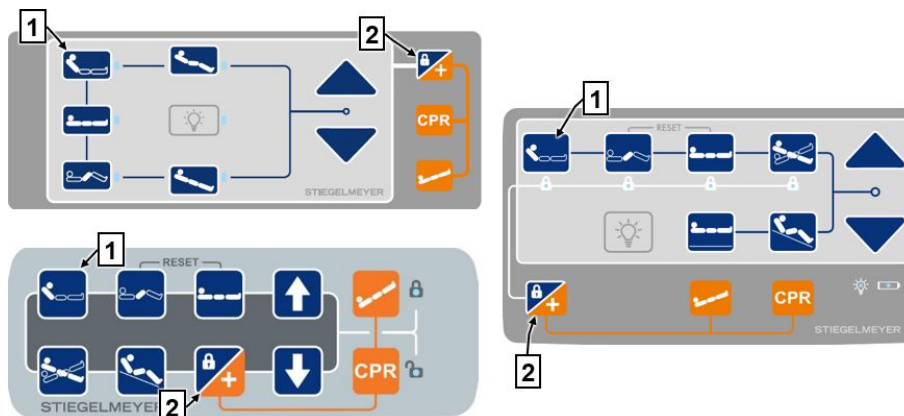 1
2
+
CPR
STIEGELMEYER
1
RESET
+
CPR
STIEGELMEYER
2
1
RESET
+
CPR
STIEGELMEYER
2